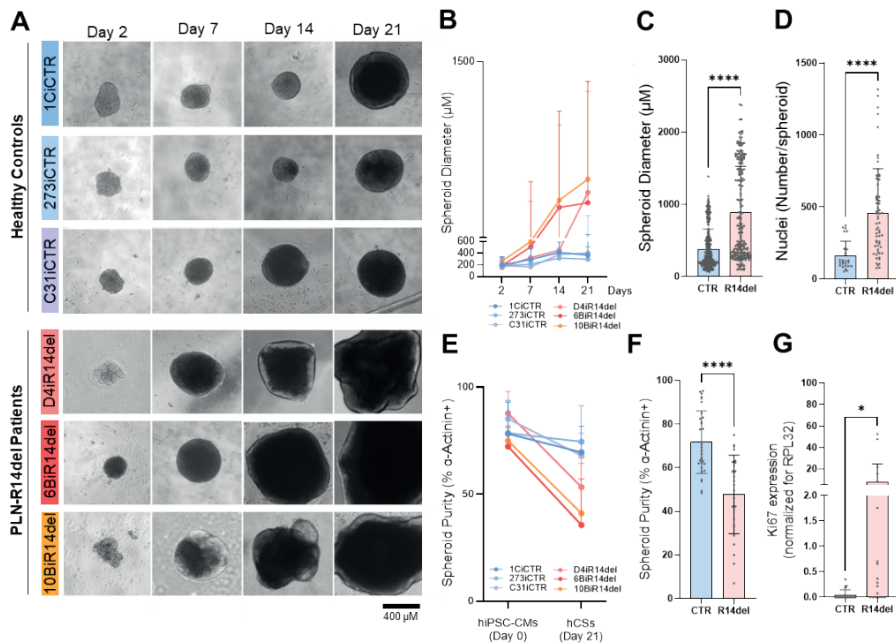 A
Day 2 Day 7 Day 14 Day 21
Healthy Controls
1CiCTR
273iCTR
C31iCTR
PLN-R14del Patients
D4iR14del
6BiR14del
10BiR14del
400 µM
B
Spheroid Diameter (µM)
1500
600
400
200
0
2 7 14 21 Days
1CiCTR D4iR14del
273iCTR 6BiR14del
C31iCTR 10BiR14del
C
Spheroid Diameter (µM)
3000
2000
1000
0
****
CTR R14del
D
Nuclei (Number/spheroid)
1500
1000
500
0
****
CTR R14del
E
Spheroid Purity (% α-Actinin+)
100
50
0
1CiCTR D4iR14del
273iCTR 6BiR14del
C31iCTR 10BiR14del
hiPSC-CMs hCSs
(Day 0) (Day 21)
F
Spheroid Purity (% α-Actinin+)
100
80
60
40
20
0
****
CTR R14del
G
Ki67 expression
(normalized for RPL32)
60
50
40
30
20
10
2.0
1.5
1.0
0.5
0.0
*
CTR R14del